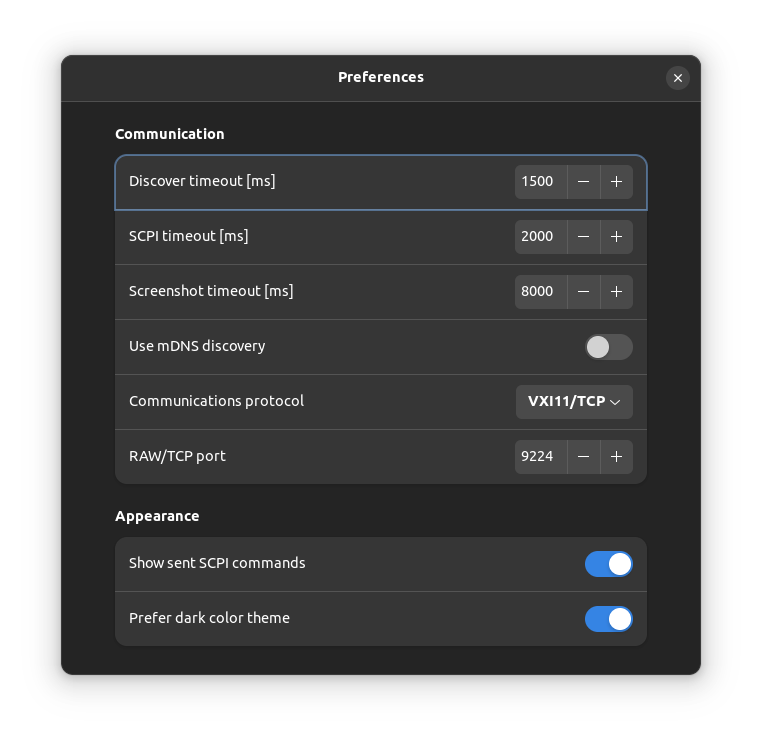 Preferences
Communication
Discover timeout [ms] 1500
SCPI timeout [ms] 2000
Screenshot timeout [ms] 8000
Use mDNS discovery
Communications protocol VXI11/TCP
RAW/TCP port 9224
Appearance
Show sent SCPI commands
Prefer dark color theme